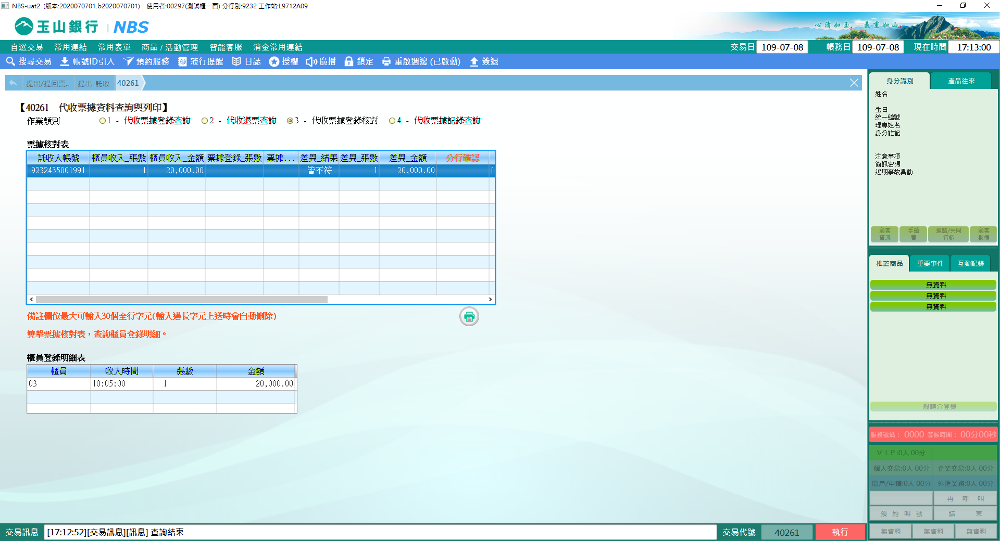 NBS-uat2 (版本:2020070701.b2020070701) 使用者:00297(測試櫃一酉) 分行別:9232 工作站:L9712A09
玉山銀行 | NBS
心清如玉。 義重如山。
自選交易 常用連結 常用表單 商品 / 活動管理 智能客服 消金常用連結 交易日 109-07-08 帳務日 109-07-08 現在時間 17:13:00
搜尋交易 帳號ID引入 預約服務 蒞行提醒 日誌 授權 廣播 鎖定 重啟週邊 (已啟動) 簽退
提出/提回票.. 提出-託收 40261
【40261 代收票據資料查詢與列印】
作業類別 1 - 代收票據登錄查詢 2 - 代收退票查詢 3 - 代收票據登錄核對 4 - 代收票據記錄查詢
票據核對表
託收人帳號 櫃員收入_張數 櫃員收入_金額 票據登錄_張數 票據... 差異_結果 差異_張數 差異_金額 分行確認
9232435001991 1 20,000.00 皆不符 1 20,000.00 [
備註欄位最大可輸入30個全行字元(輸入過長字元上送時會自動刪除)
雙擊票據核對表，查詢櫃員登錄明細。
櫃員登錄明細表
櫃員 收入時間 張數 金額
03 10:05:00 1 20,000.00
身分識別 產品往來
姓名
生日
統一編號
理專姓名
身分註記
注意事項
簡訊密碼
近期事故異動
顧客資訊 手續費 通路/共同行銷 顧客影像
推薦商品 重要事件 互動記錄
無資料
無資料
無資料
一般轉介登錄
服務號碼： 0000 等候時間： 00分00秒
ＶＩＰ:0人 00分
個人交易:0人 00分 企業交易:0人 00分
開戶/申請:0人 00分 外匯業務:0人 00分
再 呼 叫
預 約 叫 號 結 束
無資料 無資料 無資料
交易訊息 [17:12:52][交易訊息][訊息] 查詢結束 交易代號 40261 執行